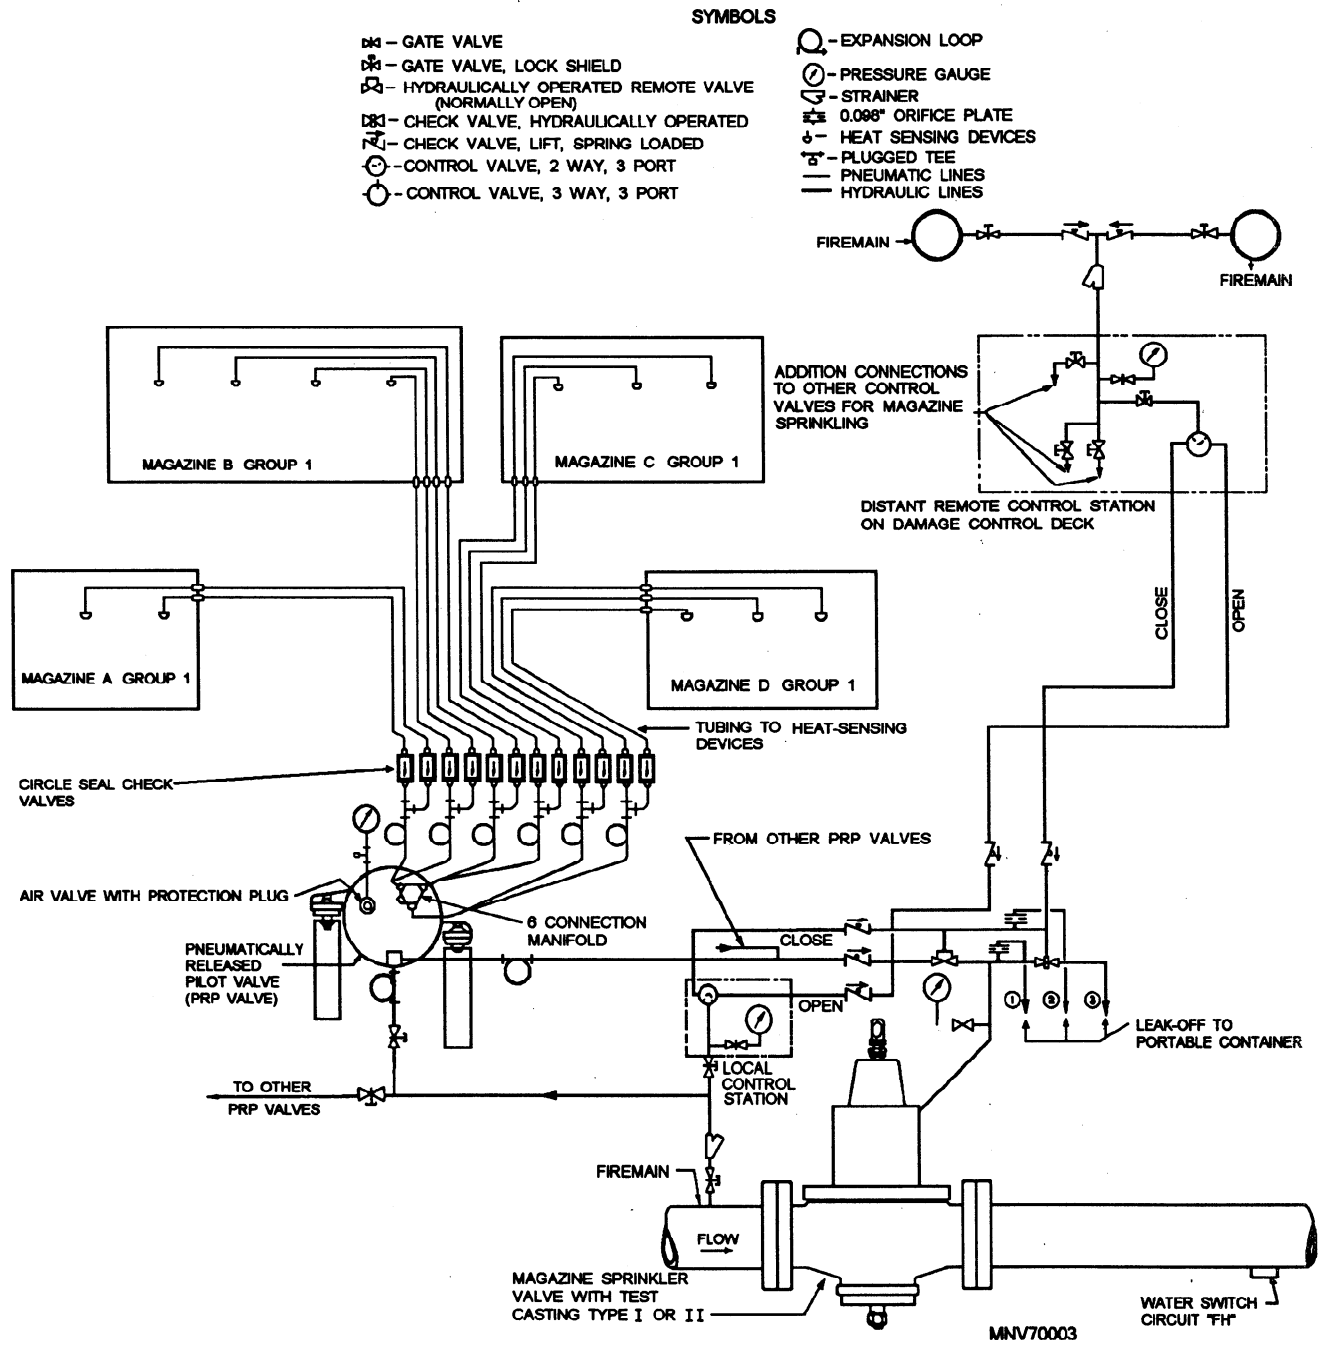 SYMBOLS
– GATE VALVE
– GATE VALVE, LOCK SHIELD
– HYDRAULICALLY OPERATED REMOTE VALVE
(NORMALLY OPEN)
– CHECK VALVE, HYDRAULICALLY OPERATED
– CHECK VALVE, LIFT, SPRING LOADED
– CONTROL VALVE, 2 WAY, 3 PORT
– CONTROL VALVE, 3 WAY, 3 PORT
– EXPANSION LOOP
– PRESSURE GAUGE
– STRAINER
0.098" ORIFICE PLATE
– HEAT SENSING DEVICES
– PLUGGED TEE
PNEUMATIC LINES
HYDRAULIC LINES
FIREMAIN
FIREMAIN
ADDITION CONNECTIONS
TO OTHER CONTROL
VALVES FOR MAGAZINE
SPRINKLING
MAGAZINE B GROUP 1
MAGAZINE C GROUP 1
DISTANT REMOTE CONTROL STATION
ON DAMAGE CONTROL DECK
CLOSE
OPEN
MAGAZINE A GROUP 1
MAGAZINE D GROUP 1
TUBING TO HEAT-SENSING
DEVICES
CIRCLE SEAL CHECK
VALVES
FROM OTHER PRP VALVES
AIR VALVE WITH PROTECTION PLUG
6 CONNECTION
MANIFOLD
CLOSE
PNEUMATICALLY
RELEASED
PILOT VALVE
(PRP VALVE)
OPEN
1
2
3
LEAK-OFF TO
PORTABLE CONTAINER
LOCAL
CONTROL
STATION
TO OTHER
PRP VALVES
FIREMAIN
FLOW
MAGAZINE SPRINKLER
VALVE WITH TEST
CASTING TYPE I OR II
WATER SWITCH
CIRCUIT "FH"
MNV70003